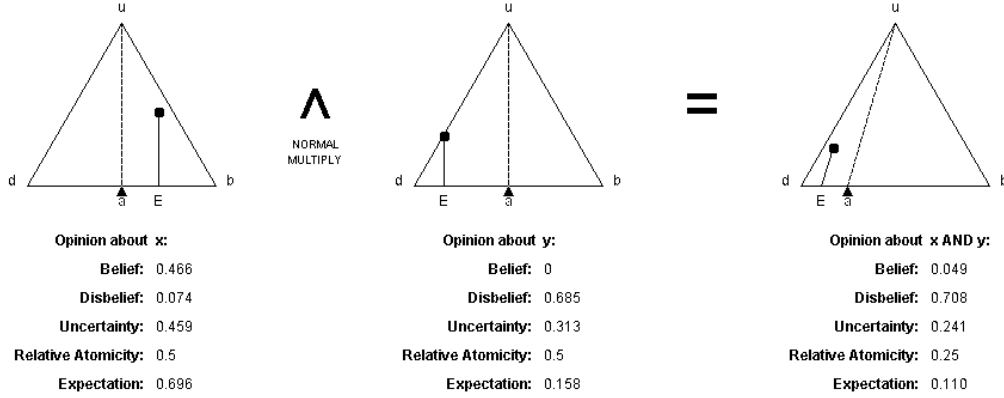 u u u
∧ =
NORMAL
MULTIPLY
d b d b d b
a E E a E a
Opinion about x: Opinion about y: Opinion about x AND y:
Belief: 0.466 Belief: 0 Belief: 0.049
Disbelief: 0.074 Disbelief: 0.685 Disbelief: 0.708
Uncertainty: 0.459 Uncertainty: 0.313 Uncertainty: 0.241
Relative Atomicity: 0.5 Relative Atomicity: 0.5 Relative Atomicity: 0.25
Expectation: 0.696 Expectation: 0.158 Expectation: 0.110